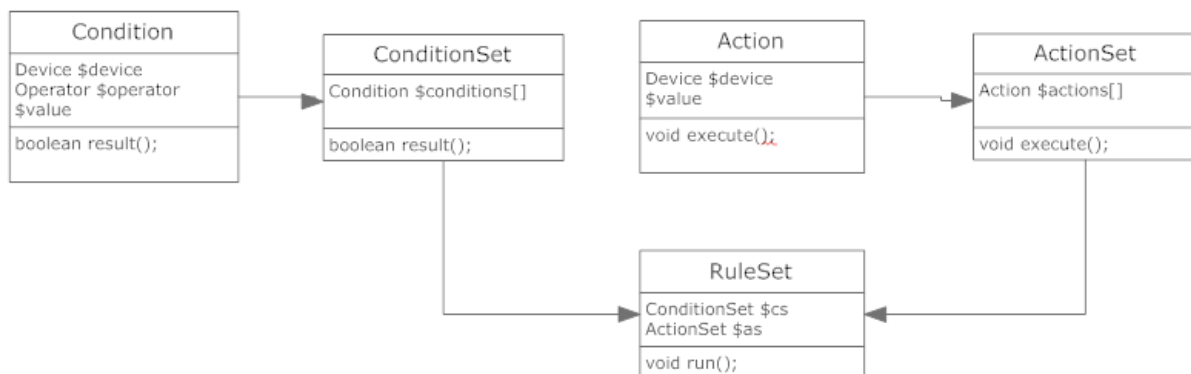 Condition
Device $device
Operator $operator
$value
boolean result();
ConditionSet
Condition $conditions[]
boolean result();
Action
Device $device
$value
void execute();
ActionSet
Action $actions[]
void execute();
RuleSet
ConditionSet $cs
ActionSet $as
void run();